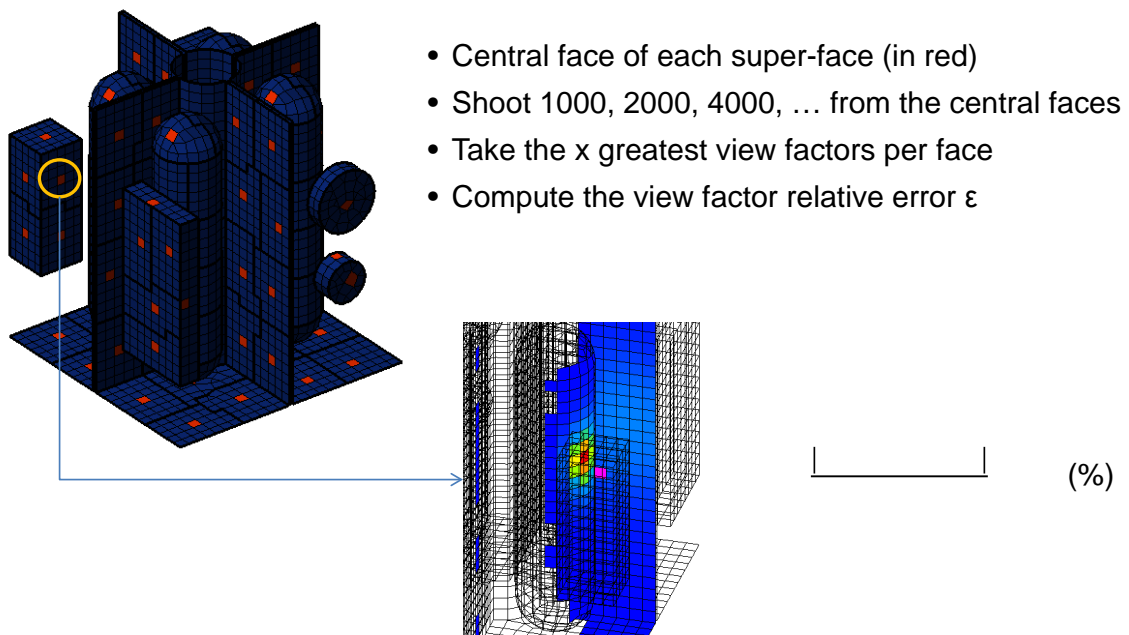 • Central face of each super-face (in red)
• Shoot 1000, 2000, 4000, … from the central faces
• Take the x greatest view factors per face
• Compute the view factor relative error ε
(%)